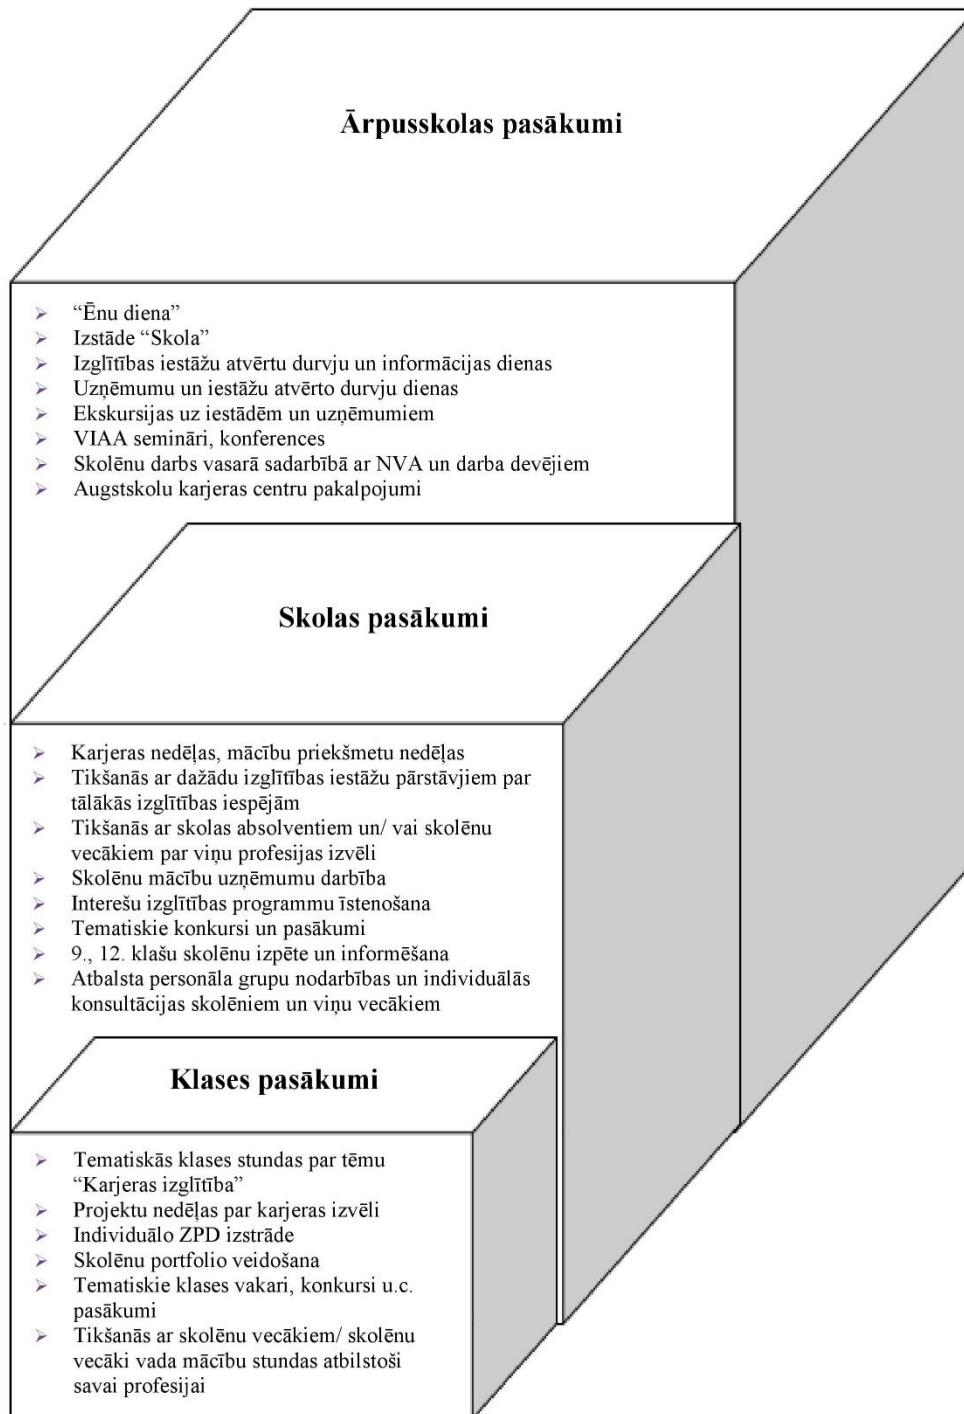 Ārpusskolas pasākumi
➢ “Ēnu diena”
➢ Izstāde “Skola”
➢ Izglītības iestāžu atvērtu durvju un informācijas dienas
➢ Uzņēmumu un iestāžu atvērto durvju dienas
➢ Ekskursijas uz iestādēm un uzņēmumiem
➢ VIAA semināri, konferences
➢ Skolēnu darbs vasarā sadarbībā ar NVA un darba devējiem
➢ Augstskolu karjeras centru pakalpojumi
Skolas pasākumi
➢ Karjeras nedēļas, mācību priekšmetu nedēļas
➢ Tikšanās ar dažādu izglītības iestāžu pārstāvjiem par
tālākās izglītības iespējām
➢ Tikšanās ar skolas absolventiem un/ vai skolēnu
vecākiem par viņu profesijas izvēli
➢ Skolēnu mācību uzņēmumu darbība
➢ Interešu izglītības programmu īstenošana
➢ Tematiskie konkursi un pasākumi
➢ 9., 12. klašu skolēnu izpēte un informēšana
➢ Atbalsta personāla grupu nodarbības un individuālās
konsultācijas skolēniem un viņu vecākiem
Klases pasākumi
➢ Tematiskās klases stundas par tēmu
“Karjeras izglītība”
➢ Projektu nedēļas par karjeras izvēli
➢ Individuālo ZPD izstrāde
➢ Skolēnu portfolio veidošana
➢ Tematiskie klases vakari, konkursi u.c.
pasākumi
➢ Tikšanās ar skolēnu vecākiem/ skolēnu
vecāki vada mācību stundas atbilstoši
savai profesijai